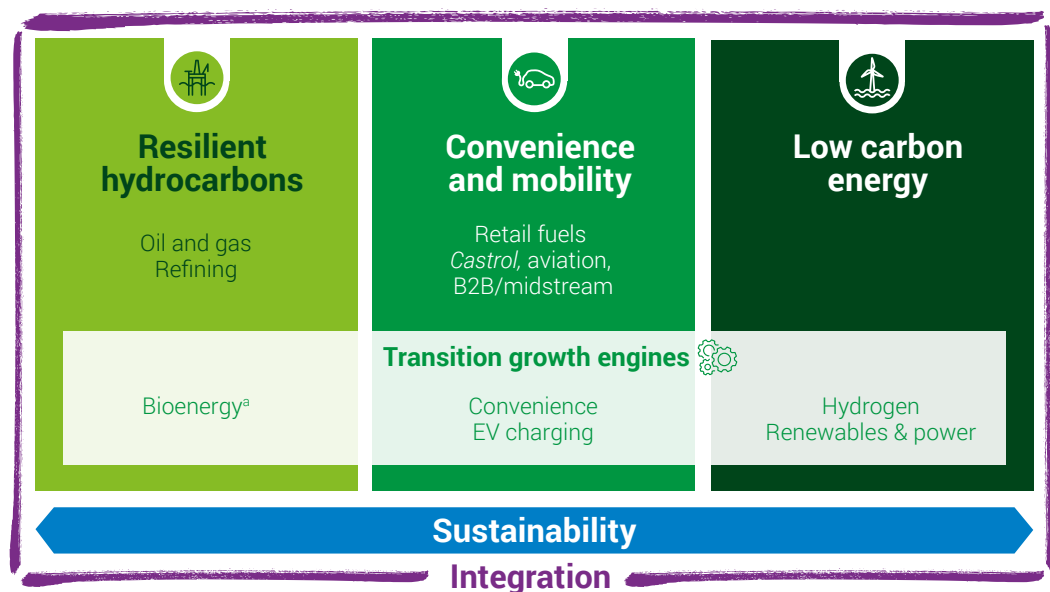 Resilient
hydrocarbons
Oil and gas
Refining
Convenience
and mobility
Retail fuels
Castrol, aviation,
B2B/midstream
Low carbon
energy
Transition growth engines
Bioenergyᵃ
Convenience
EV charging
Hydrogen
Renewables & power
Sustainability
Integration